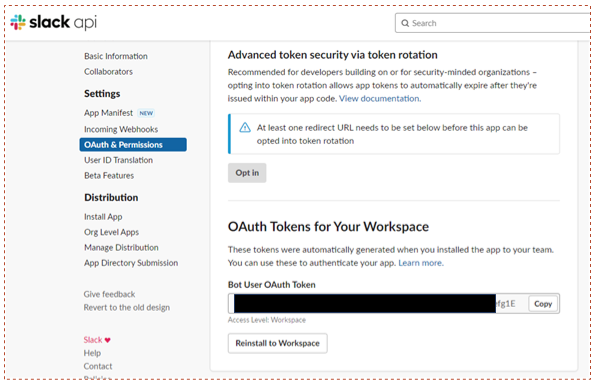 slack api
Search
Basic Information
Collaborators
Settings
App Manifest NEW
Incoming Webhooks
OAuth & Permissions
User ID Translation
Beta Features
Distribution
Install App
Org Level Apps
Manage Distribution
App Directory Submission
Give feedback
Revert to the old design
Slack
Help
Contact
Policies
Advanced token security via token rotation
Recommended for developers building on or for security-minded organizations –
opting into token rotation allows app tokens to automatically expire after they're
issued within your app code. View documentation.
At least one redirect URL needs to be set below before this app can be
opted into token rotation
Opt in
OAuth Tokens for Your Workspace
These tokens were automatically generated when you installed the app to your team.
You can use these to authenticate your app. Learn more.
Bot User OAuth Token
efg1E
Copy
Access Level: Workspace
Reinstall to Workspace